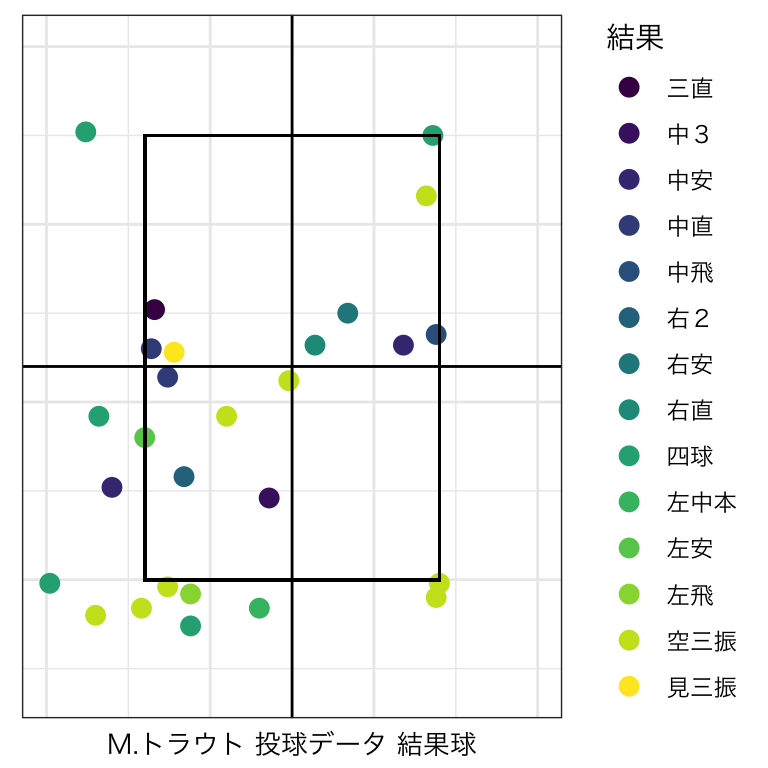 結果
三直
中３
中安
中直
中飛
右２
右安
右直
四球
左中本
左安
左飛
空三振
見三振
M.トラウト 投球データ 結果球